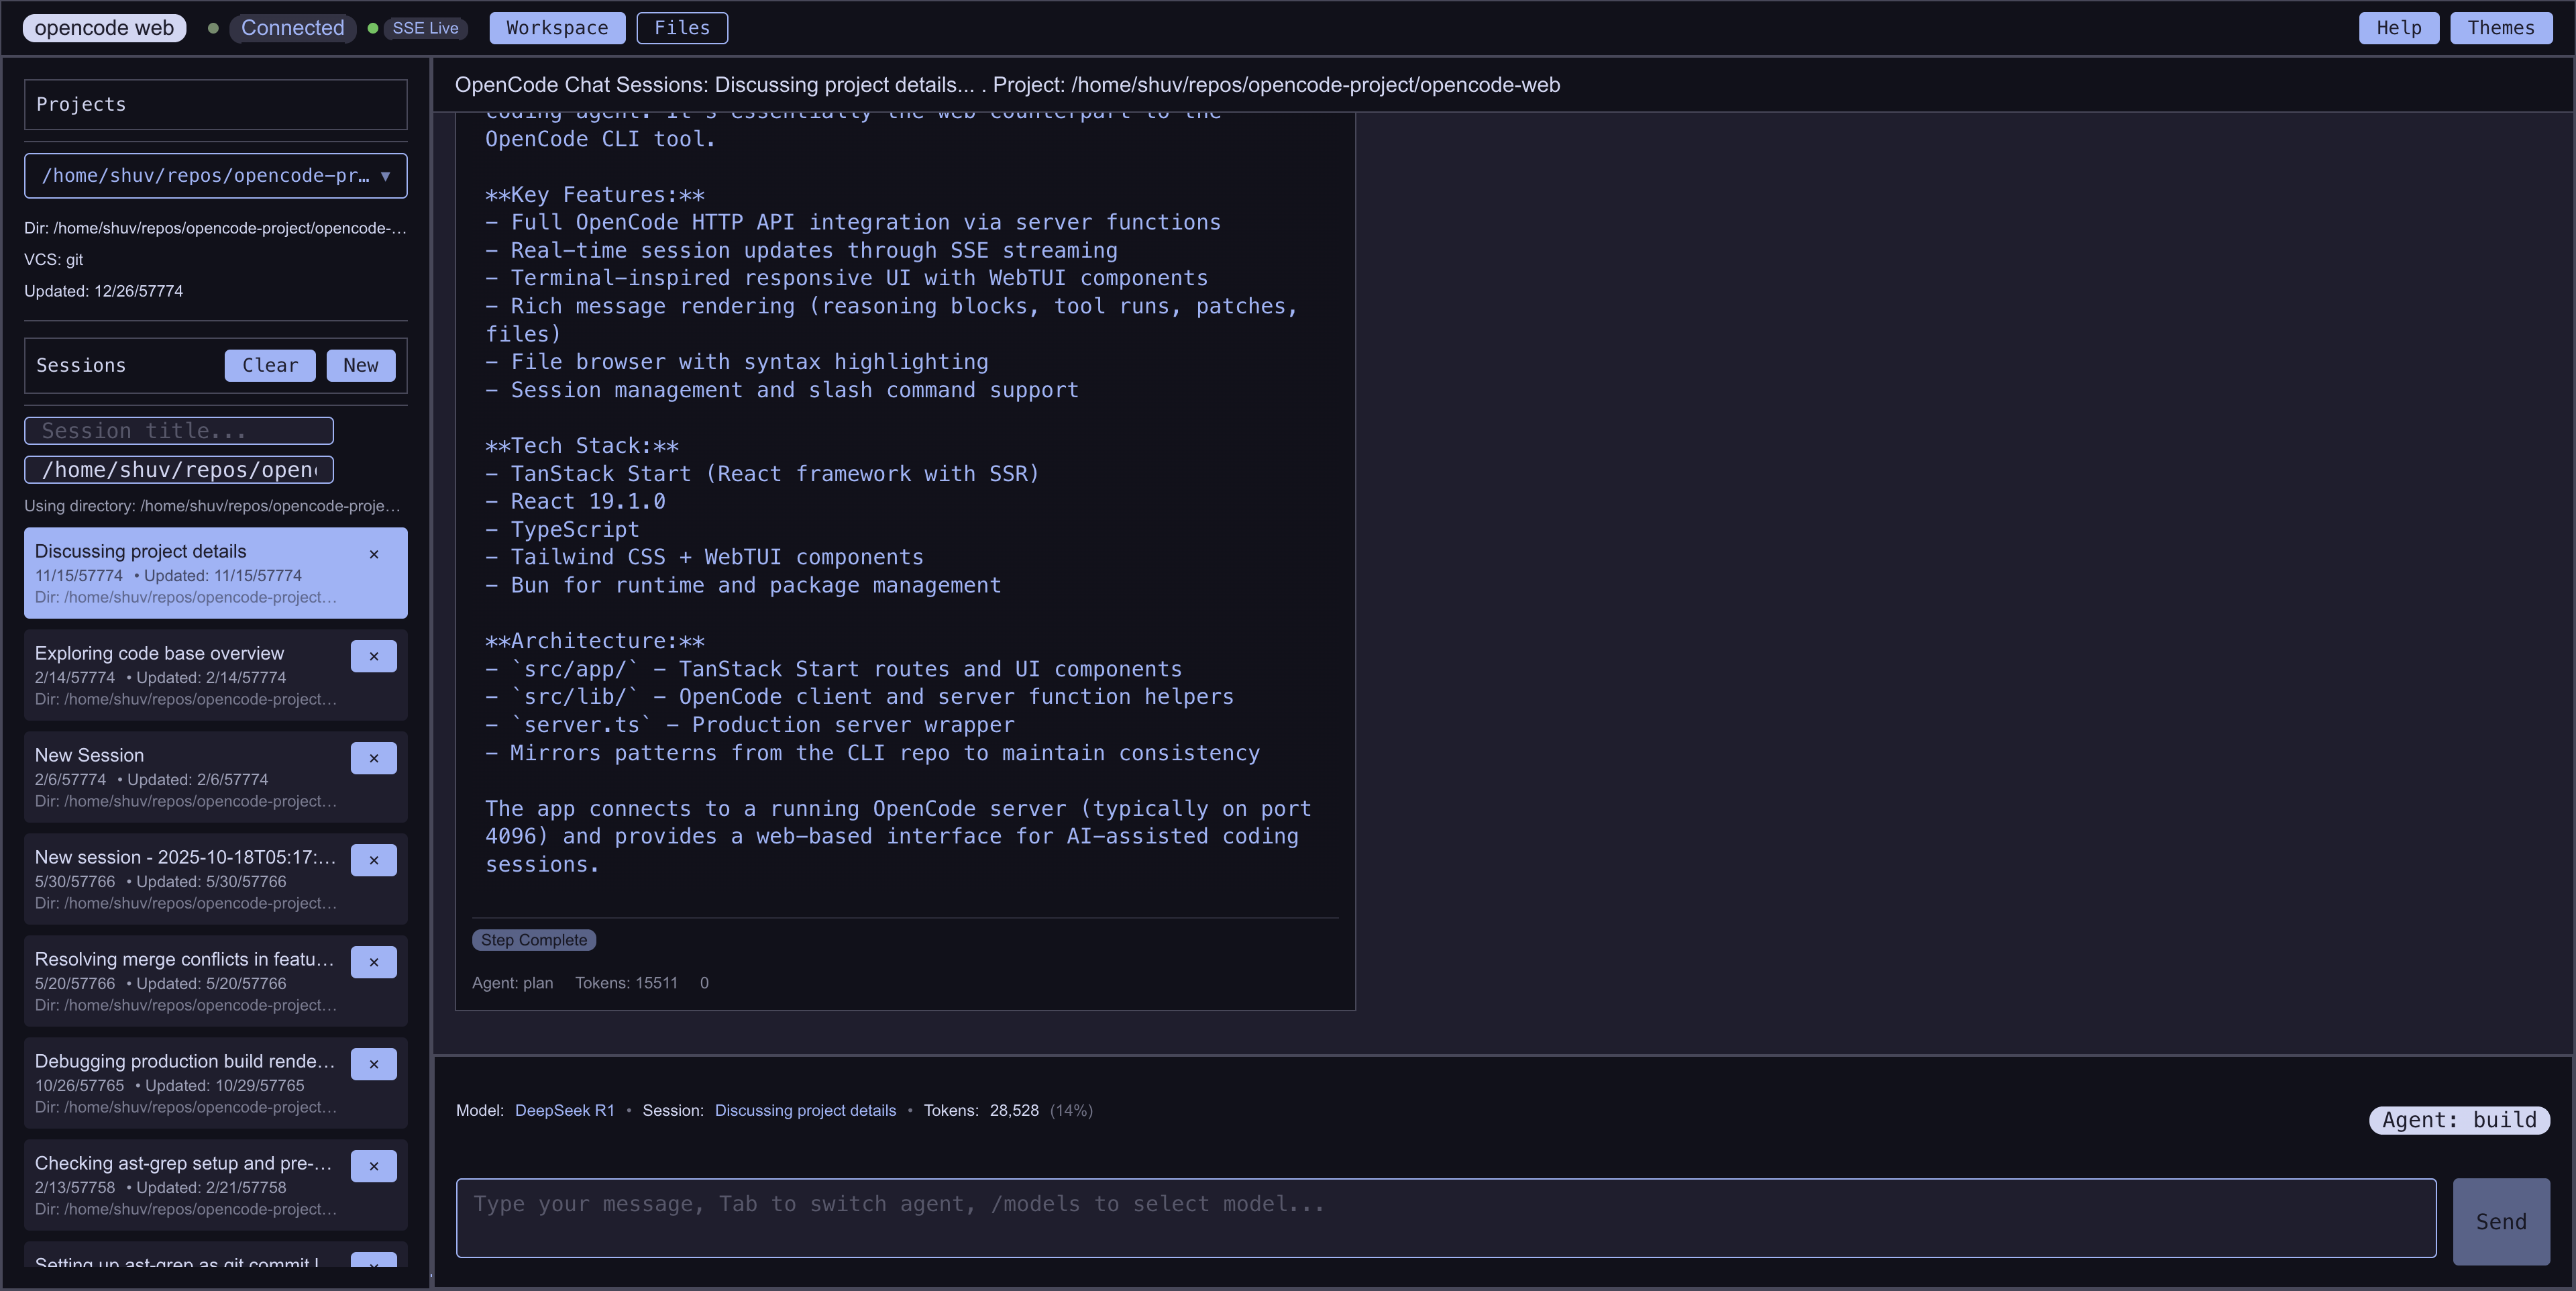 opencode web Connected SSE Live Workspace Files Help Themes
Projects
/home/shuv/repos/opencode-pr… ▼
Dir: /home/shuv/repos/opencode-project/opencode-…
VCS: git
Updated: 12/26/57774
Sessions Clear New
Session title...
/home/shuv/repos/openc
Using directory: /home/shuv/repos/opencode-proje…
Discussing project details ×
11/15/57774 • Updated: 11/15/57774
Dir: /home/shuv/repos/opencode-project…
Exploring code base overview ×
2/14/57774 • Updated: 2/14/57774
Dir: /home/shuv/repos/opencode-project…
New Session ×
2/6/57774 • Updated: 2/6/57774
Dir: /home/shuv/repos/opencode-project…
New session - 2025-10-18T05:17:… ×
5/30/57766 • Updated: 5/30/57766
Dir: /home/shuv/repos/opencode-project…
Resolving merge conflicts in featu… ×
5/20/57766 • Updated: 5/20/57766
Dir: /home/shuv/repos/opencode-project…
Debugging production build rende… ×
10/26/57765 • Updated: 10/29/57765
Dir: /home/shuv/repos/opencode-project…
Checking ast-grep setup and pre-… ×
2/13/57758 • Updated: 2/21/57758
Dir: /home/shuv/repos/opencode-project…
Setting up ast-grep as git commit
OpenCode Chat Sessions: Discussing project details... . Project: /home/shuv/repos/opencode-project/opencode-web
coding agent. It's essentially the web counterpart to the
OpenCode CLI tool.
**Key Features:**
- Full OpenCode HTTP API integration via server functions
- Real-time session updates through SSE streaming
- Terminal-inspired responsive UI with WebTUI components
- Rich message rendering (reasoning blocks, tool runs, patches,
files)
- File browser with syntax highlighting
- Session management and slash command support
**Tech Stack:**
- TanStack Start (React framework with SSR)
- React 19.1.0
- TypeScript
- Tailwind CSS + WebTUI components
- Bun for runtime and package management
**Architecture:**
- `src/app/` - TanStack Start routes and UI components
- `src/lib/` - OpenCode client and server function helpers
- `server.ts` - Production server wrapper
- Mirrors patterns from the CLI repo to maintain consistency
The app connects to a running OpenCode server (typically on port
4096) and provides a web-based interface for AI-assisted coding
sessions.
Step Complete
Agent: plan Tokens: 15511 0
Model: DeepSeek R1 • Session: Discussing project details • Tokens: 28,528 (14%)
Agent: build
Type your message, Tab to switch agent, /models to select model...
Send